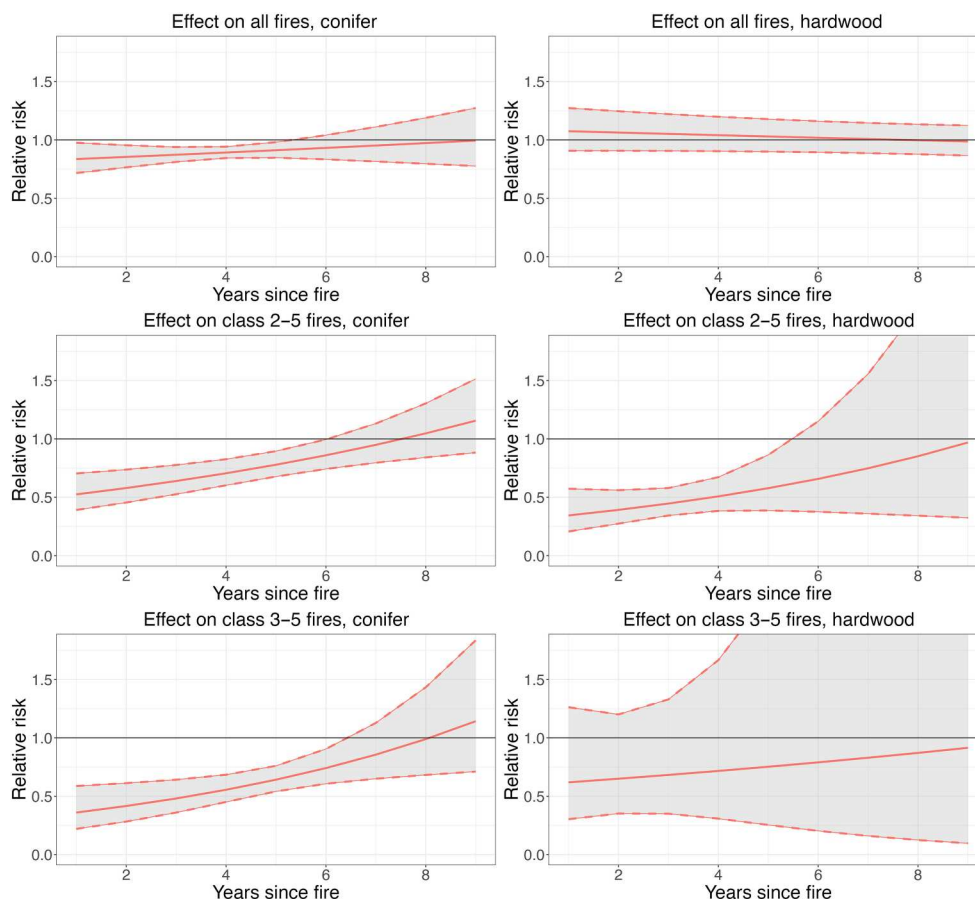 Effect on all fires, conifer
Relative risk
1.5
1.0
0.5
0.0
2 4 6 8
Years since fire
Effect on all fires, hardwood
Relative risk
1.5
1.0
0.5
0.0
2 4 6 8
Years since fire
Effect on class 2–5 fires, conifer
Relative risk
1.5
1.0
0.5
0.0
2 4 6 8
Years since fire
Effect on class 2–5 fires, hardwood
Relative risk
1.5
1.0
0.5
0.0
2 4 6 8
Years since fire
Effect on class 3–5 fires, conifer
Relative risk
1.5
1.0
0.5
0.0
2 4 6 8
Years since fire
Effect on class 3–5 fires, hardwood
Relative risk
1.5
1.0
0.5
0.0
2 4 6 8
Years since fire